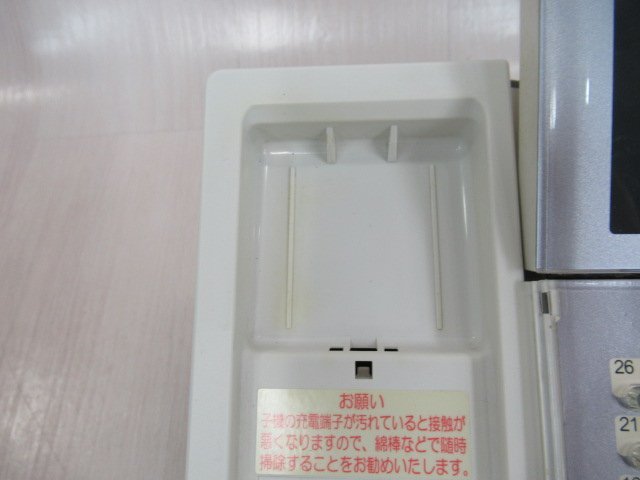 お願い
子機の充電端子が汚れていると接触が
悪くなりますので、綿棒などで随時
掃除することをお勧めいたします。
26
21